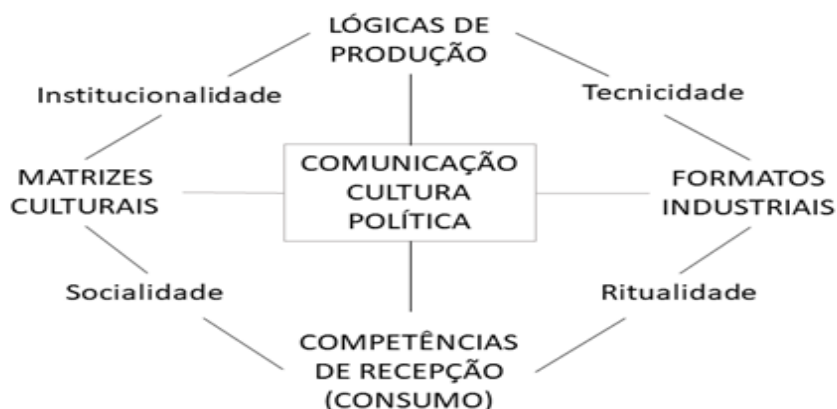 LÓGICAS DE
PRODUÇÃO
Institucionalidade
Tecnicidade
MATRIZES
CULTURAIS
COMUNICAÇÃO
CULTURA
POLÍTICA
FORMATOS
INDUSTRIAIS
Socialidade
Ritualidade
COMPETÊNCIAS
DE RECEPÇÃO
(CONSUMO)